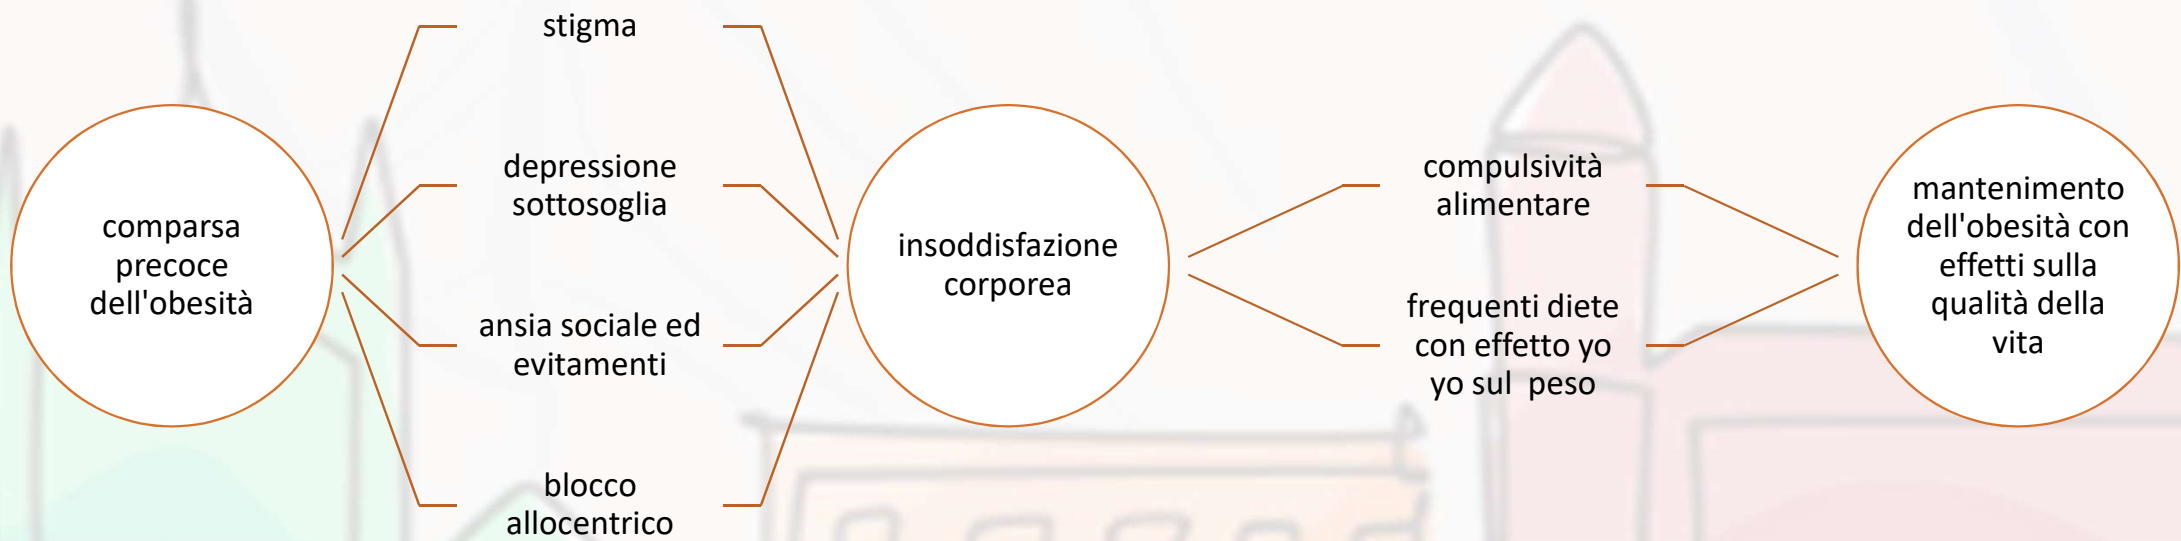 comparsa
precoce
dell'obesità
stigma
depressione
sottosoglia
ansia sociale ed
evitamenti
blocco
allocentrico
insoddisfazione
corporea
compulsività
alimentare
frequenti diete
con effetto yo
yo sul  peso
mantenimento
dell'obesità con
effetti sulla
qualità della
vita